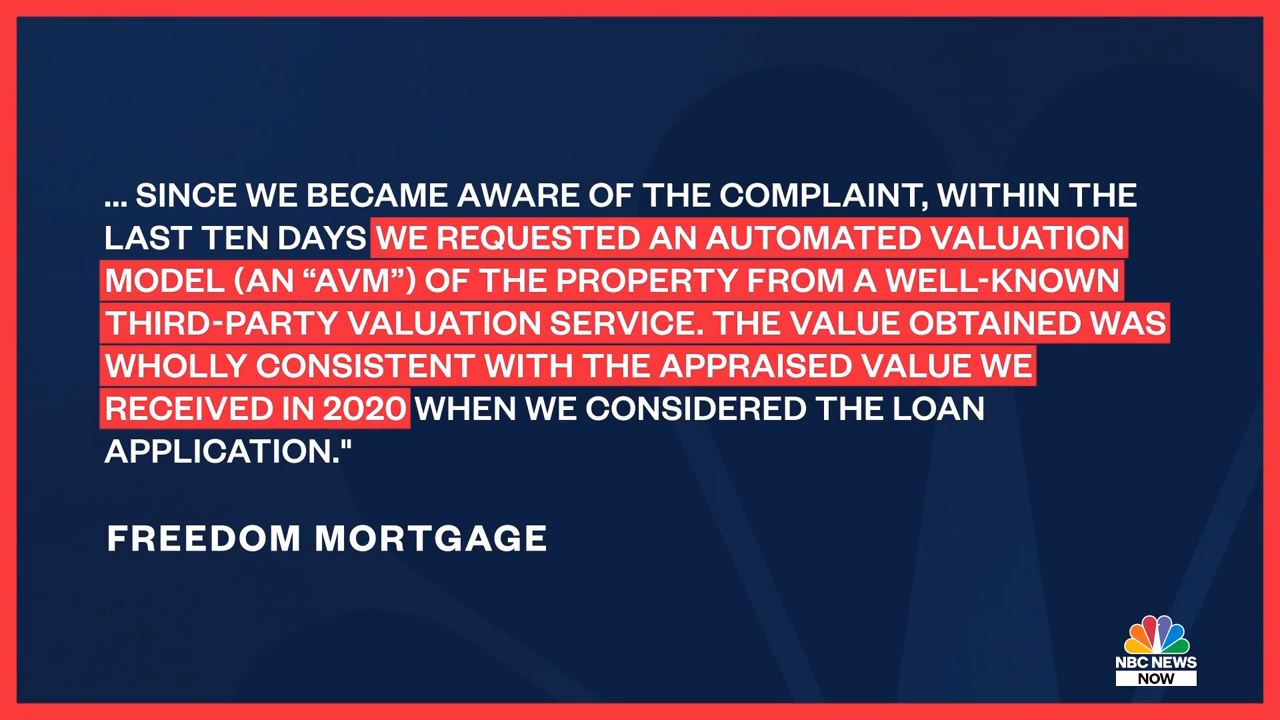 ... SINCE WE BECAME AWARE OF THE COMPLAINT, WITHIN THE
LAST TEN DAYS WE REQUESTED AN AUTOMATED VALUATION
MODEL (AN “AVM”) OF THE PROPERTY FROM A WELL-KNOWN
THIRD-PARTY VALUATION SERVICE. THE VALUE OBTAINED WAS
WHOLLY CONSISTENT WITH THE APPRAISED VALUE WE
RECEIVED IN 2020 WHEN WE CONSIDERED THE LOAN
APPLICATION."
FREEDOM MORTGAGE
NBC NEWS
NOW